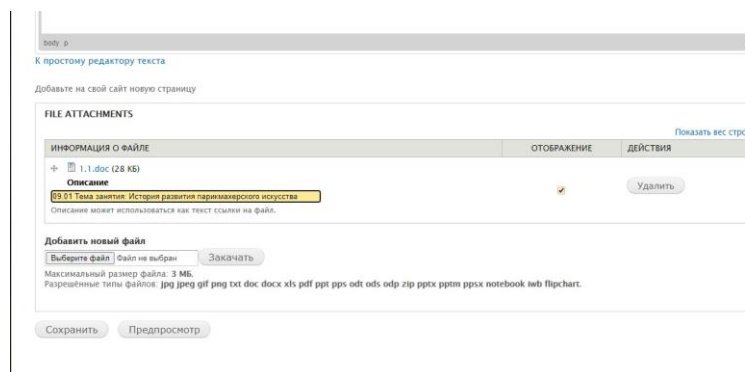 body p
К простому редактору текста
Добавьте на свой сайт новую страницу
FILE ATTACHMENTS
Показать вес стро
ИНФОРМАЦИЯ О ФАЙЛЕ ОТОБРАЖЕНИЕ ДЕЙСТВИЯ
1.1.doc (28 КБ)
Описание
09.01 Тема занятия: История развития парикмахерского искусства
Удалить
Описание может использоваться как текст ссылки на файл.
Добавить новый файл
Выберите файл Файл не выбран Закачать
Максимальный размер файла: 3 МБ.
Разрешённые типы файлов: jpg jpeg gif png txt doc docx xls pdf ppt pps odt ods odp zip pptx pptm ppsx notebook iwb flipchart.
Сохранить Предпросмотр